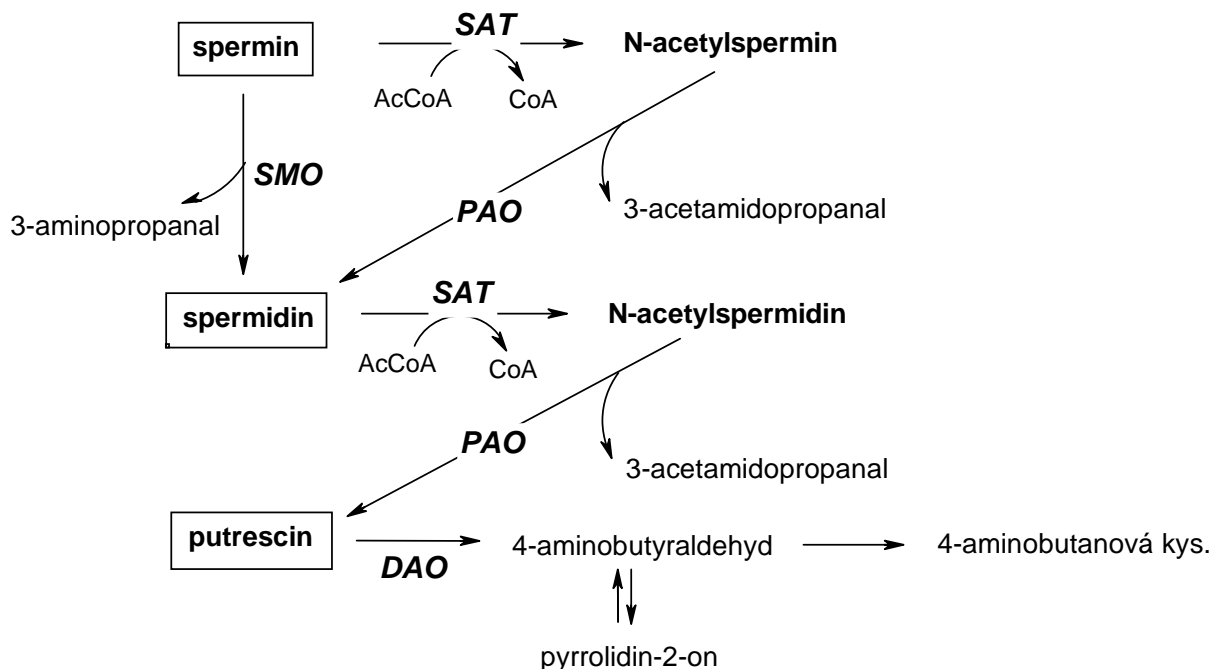 spermin
SAT
N-acetylspermin
AcCoA
CoA
SMO
3-aminopropanal
PAO
3-acetamidopropanal
spermidin
SAT
N-acetylspermidin
AcCoA
CoA
PAO
3-acetamidopropanal
putrescin
DAO
4-aminobutyraldehyd
4-aminobutanová kys.
pyrrolidin-2-on